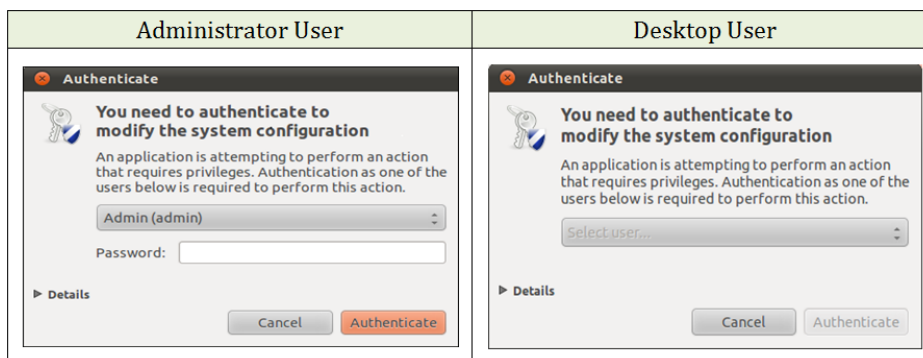 Administrator User
Desktop User
Authenticate
You need to authenticate to
modify the system configuration
An application is attempting to perform an action
that requires privileges. Authentication as one of the
users below is required to perform this action.
Admin (admin)
Password:
Details
Cancel
Authenticate
Authenticate
You need to authenticate to
modify the system configuration
An application is attempting to perform an action
that requires privileges. Authentication as one of the
users below is required to perform this action.
Select user...
Details
Cancel
Authenticate